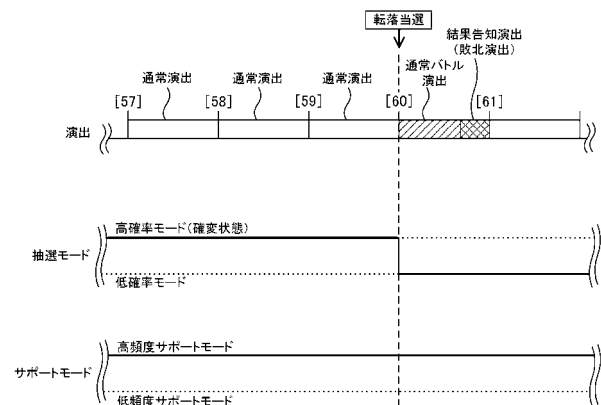 転落当選
結果告知演出
(敗北演出)
通常演出
通常演出
通常演出
通常バトル
演出
[57]
[58]
[59]
[60]
[61]
演出
高確率モード(確変状態)
抽選モード
低確率モード
高頻度サポートモード
サポートモード
低頻度サポートモード